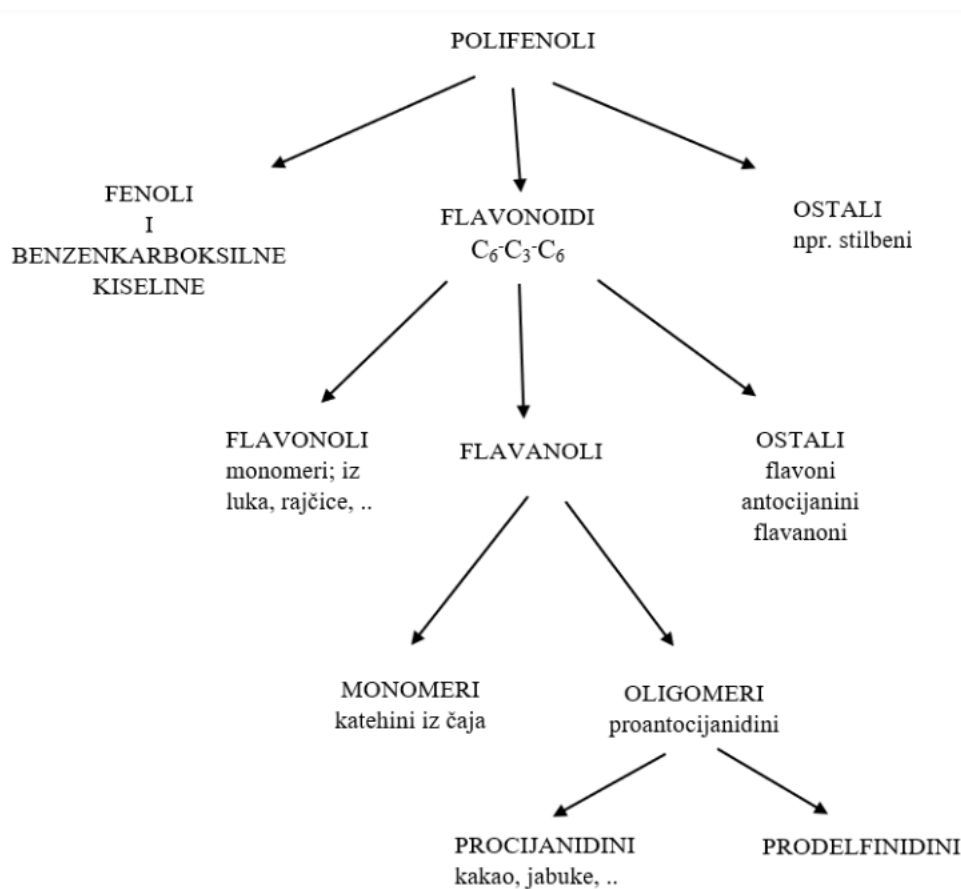 POLIFENOLI
FENOLI
I
BENZENKARBOKSILNE
KISELINE
FLAVONOIDI
C₆-C₃-C₆
OSTALI
npr. stilbeni
FLAVONOLI
monomeri; iz
luka, rajčice, ..
FLAVANOLI
OSTALI
flavoni
antocijanini
flavanoni
MONOMERI
katehini iz čaja
OLIGOMERI
proantocijanidini
PROCIJANIDINI
kakao, jabuke, ..
PRODELFINIDINI